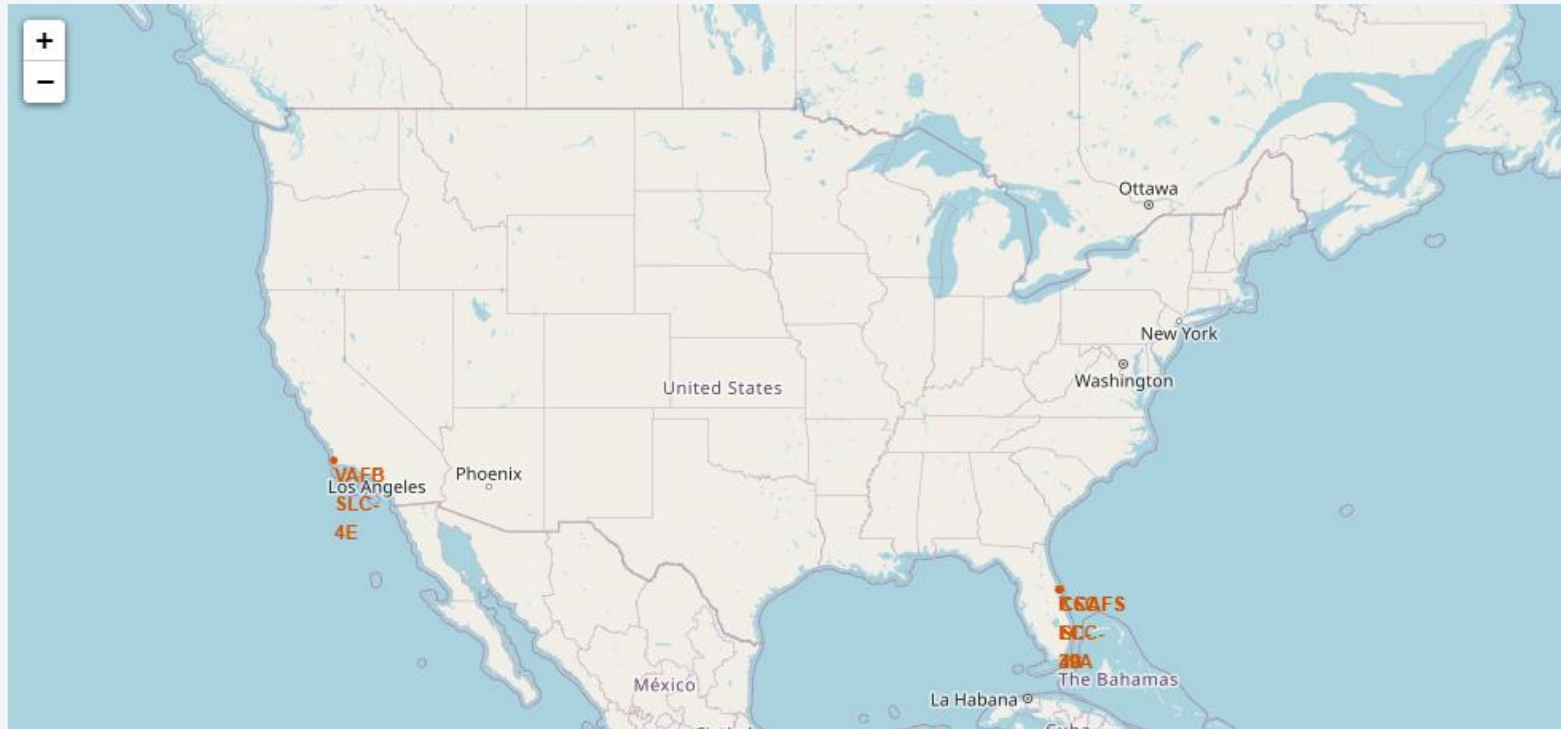 +
−
Ottawa
New York
Washington
United States
Phoenix
VAFB
Los Angeles
SLC-
4E
The Bahamas
México
La Habana